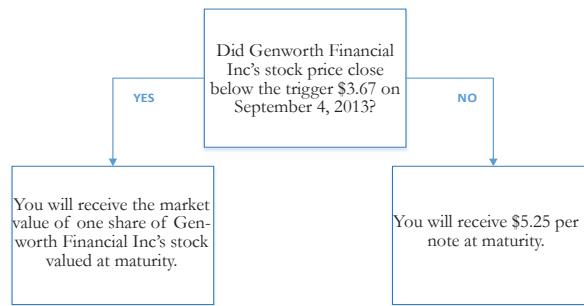 Did Genworth Financial
Inc's stock price close
below the trigger $3.67 on
September 4, 2013?
YES
NO
You will receive the market
value of one share of Gen-
worth Financial Inc's stock
valued at maturity.
You will receive $5.25 per
note at maturity.